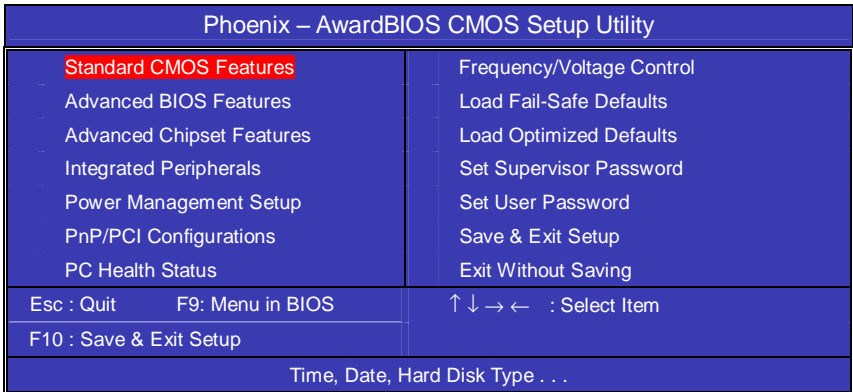 Phoenix – AwardBIOS CMOS Setup Utility
Standard CMOS Features
Advanced BIOS Features
Advanced Chipset Features
Integrated Peripherals
Power Management Setup
PnP/PCI Configurations
PC Health Status
Frequency/Voltage Control
Load Fail-Safe Defaults
Load Optimized Defaults
Set Supervisor Password
Set User Password
Save & Exit Setup
Exit Without Saving
Esc : Quit F9: Menu in BIOS ↑↓→← : Select Item
F10 : Save & Exit Setup
Time, Date, Hard Disk Type . . .